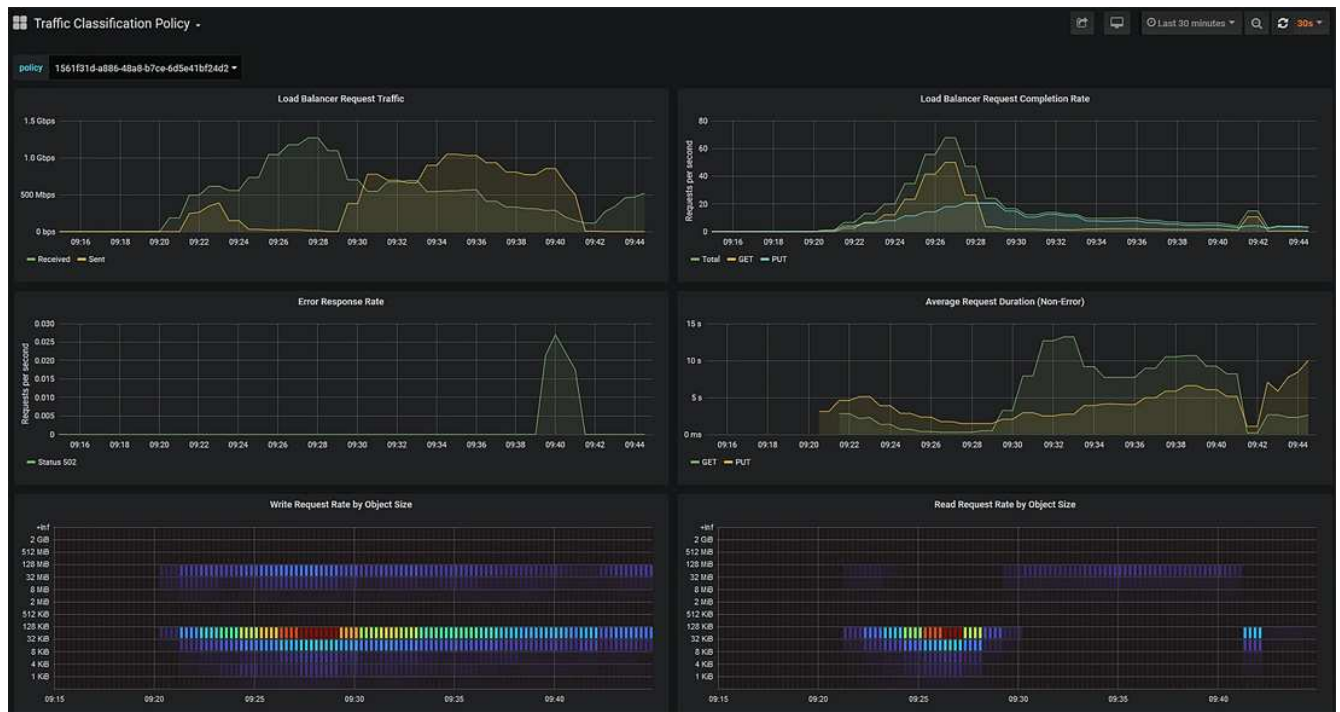 Traffic Classification Policy
Last 30 minutes 30s
policy 1561f31d-a886-48a8-b7ce-6d5e41bf24d2
Load Balancer Request Traffic
1.5 Gbps
1.0 Gbps
500 Mbps
0 bps
09:16 09:18 09:20 09:22 09:24 09:26 09:28 09:30 09:32 09:34 09:36 09:38 09:40 09:42 09:44
Received Sent
Load Balancer Request Completion Rate
Requests per second
80
60
40
20
0
09:16 09:18 09:20 09:22 09:24 09:26 09:28 09:30 09:32 09:34 09:36 09:38 09:40 09:42 09:44
Total GET PUT
Error Response Rate
Requests per second
0.030
0.025
0.020
0.015
0.010
0.005
0
09:16 09:18 09:20 09:22 09:24 09:26 09:28 09:30 09:32 09:34 09:36 09:38 09:40 09:42 09:44
Status 502
Average Request Duration (Non-Error)
15 s
10 s
5 s
0 ms
09:16 09:18 09:20 09:22 09:24 09:26 09:28 09:30 09:32 09:34 09:36 09:38 09:40 09:42 09:44
GET PUT
Write Request Rate by Object Size
+Inf
2 GiB
512 MiB
128 MiB
32 MiB
8 MiB
2 MiB
512 KiB
128 KiB
32 KiB
8 KiB
4 KiB
1 KiB
09:15 09:20 09:25 09:30 09:35 09:40
Read Request Rate by Object Size
+Inf
2 GiB
512 MiB
128 MiB
32 MiB
8 MiB
2 MiB
512 KiB
128 KiB
32 KiB
8 KiB
4 KiB
1 KiB
09:15 09:20 09:25 09:30 09:35 09:40